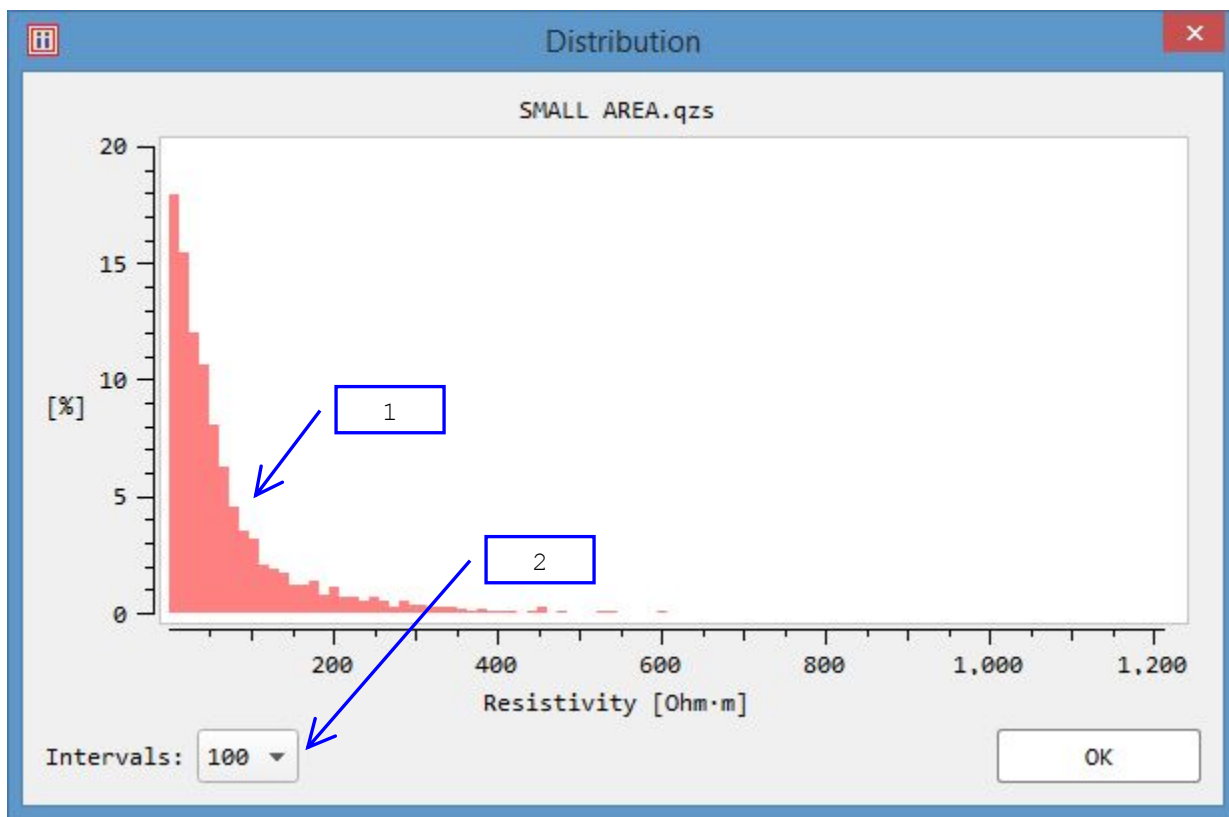 Distribution
SMALL AREA.qzs
20
15
10
5
0
[%]
1
2
200 400 600 800 1,000 1,200
Resistivity [Ohm·m]
Intervals: 100
OK